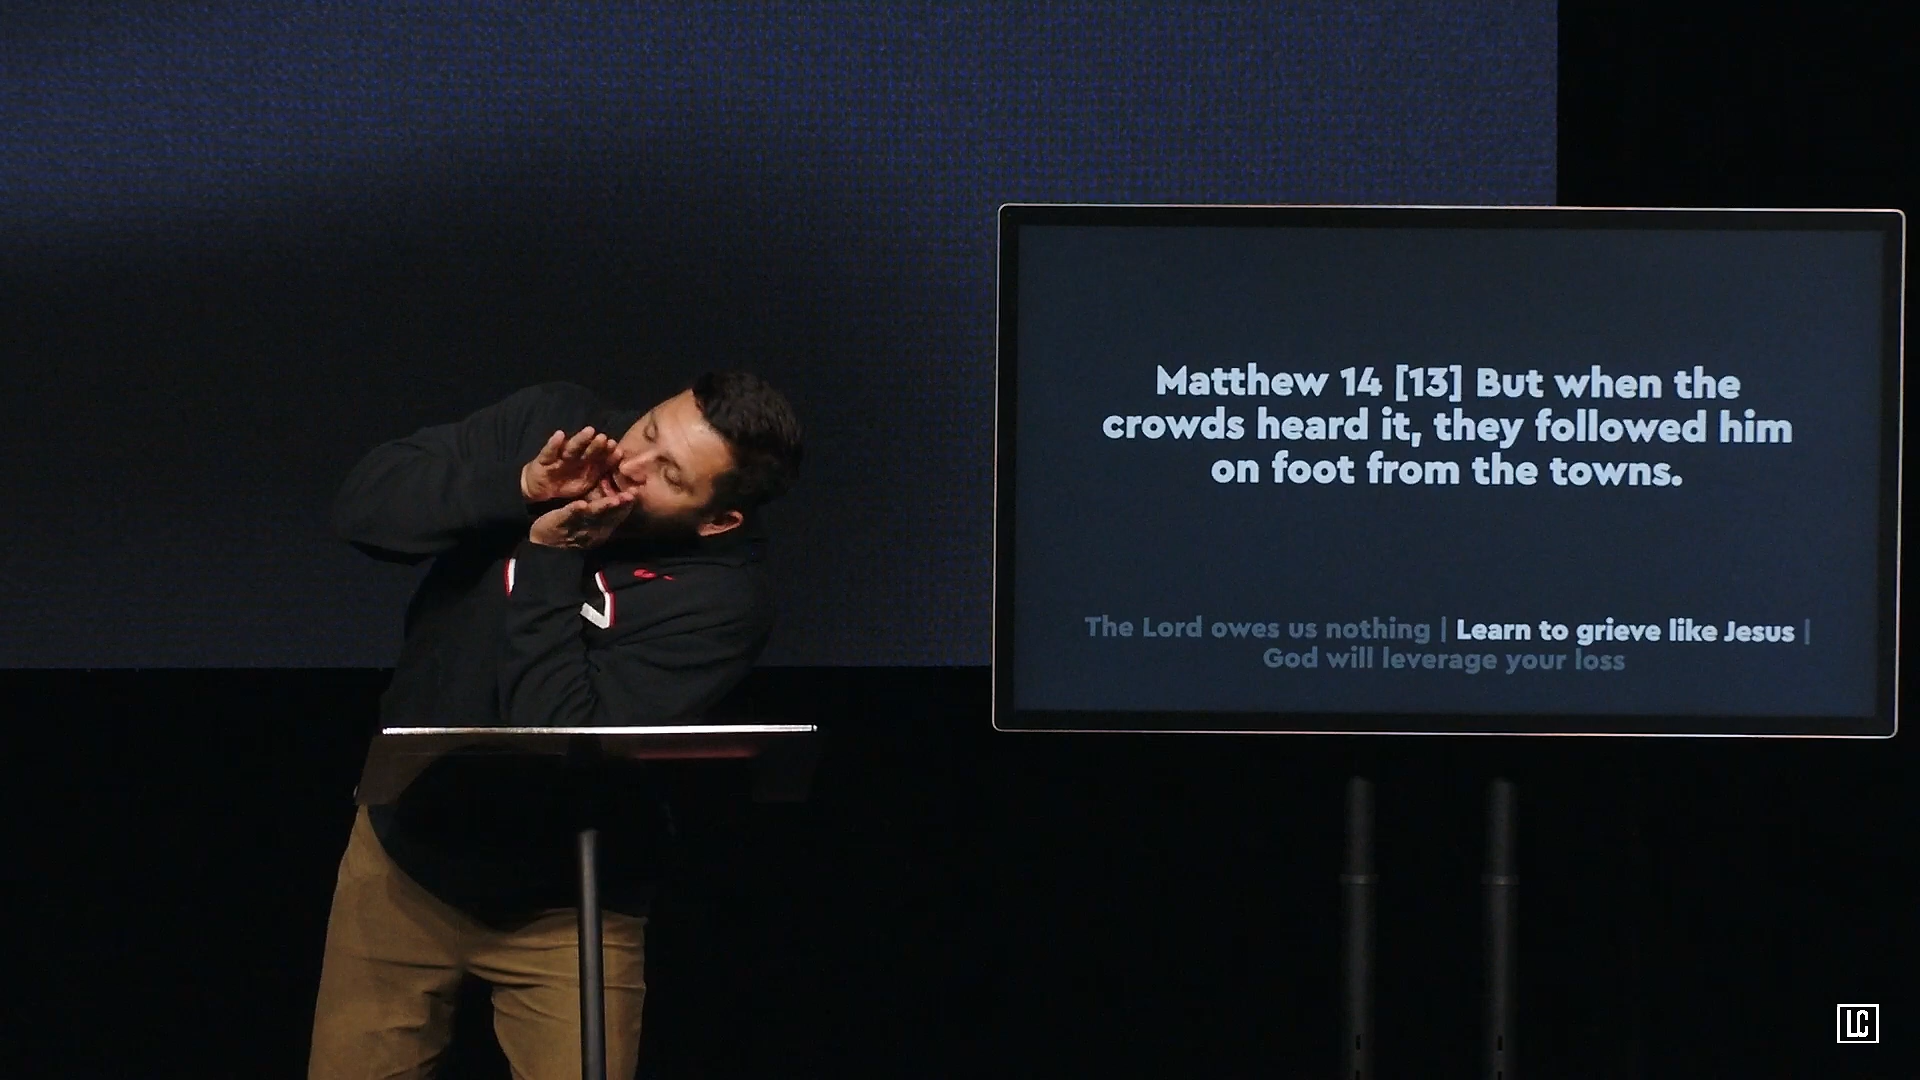 Matthew 14 [13] But when the
crowds heard it, they followed him
on foot from the towns.
The Lord owes us nothing | Learn to grieve like Jesus |
God will leverage your loss
LC